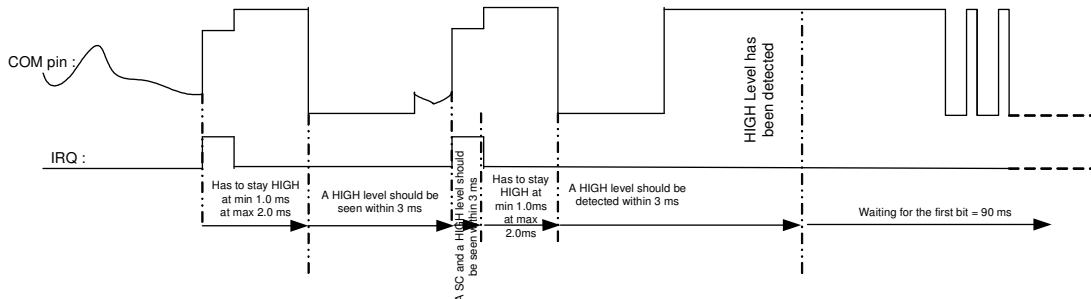 COM pin :
HIGH Level has
been detected
IRQ :
Has to stay HIGH
at min 1.0 ms
at max 2.0 ms
A HIGH level should be
seen within 3 ms
A SC and a HIGH level should
be seen within 3 ms
Has to stay
HIGH at
min 1.0ms
at max
2.0ms
A HIGH level should be
detected within 3 ms
Waiting for the first bit = 90 ms